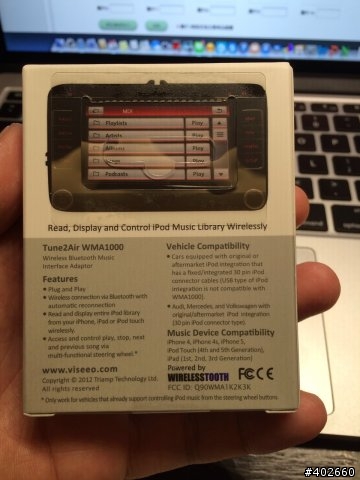 MDI
Playlists Play
Artists Play
Play
Play
Podcasts Play
Read, Display and Control iPod Music Library Wirelessly
Tune2Air WMA1000
Wireless Bluetooth Music
Interface Adaptor
Features
• Plug and Play
• Wireless connection via Bluetooth with
automatic reconnection
• Read and display entire iPod library
from your iPhone, iPod or iPod touch
wirelessly.
• Access and control play, stop, next
and previous song via
multi-functional steering wheel.*
www.viseeo.com
Copyright © 2012 Triamp Technology Ltd.
All rights reserved
Vehicle Compatibility
• Cars equipped with original or
aftermarket iPod integration that
has a fixed/integrated 30 pin iPod
connector cables (USB type of iPod
integration is not compatible with
WMA1000).
• Audi, Mercedes, and Volkswagen with
original/aftermarket iPod integration
(30 pin iPod connector type)
Music Device Compatibility
iPhone 4, iPhone 4s, iPhone 5,
iPod Touch (4th and 5th Generation),
iPad (1st, 2nd, 3rd Generation)
Powered by
WIRELESSTOOTH FC CE
FCC ID: Q90WMA1K2K3K
* Only work for vehicles that already support controlling iPod music from the steering wheel buttons.
#402660